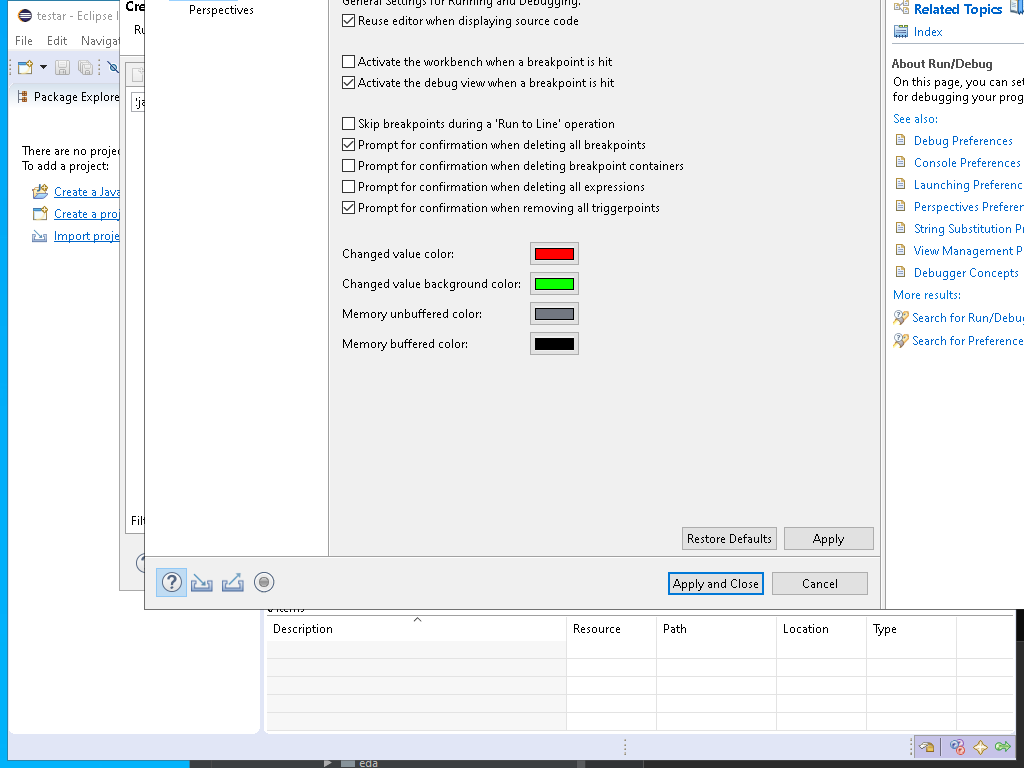 testar - Eclipse I
File Edit Navigat
Package Explore
There are no projec
To add a project:
Create a Java
Create a proj
Import proje
Cre
Ru
Filt
Perspectives
General Settings for Running and Debugging.
Reuse editor when displaying source code
Activate the workbench when a breakpoint is hit
Activate the debug view when a breakpoint is hit
Skip breakpoints during a 'Run to Line' operation
Prompt for confirmation when deleting all breakpoints
Prompt for confirmation when deleting breakpoint containers
Prompt for confirmation when deleting all expressions
Prompt for confirmation when removing all triggerpoints
Changed value color:
Changed value background color:
Memory unbuffered color:
Memory buffered color:
Restore Defaults Apply
Apply and Close Cancel
Related Topics
Index
About Run/Debug
On this page, you can set
for debugging your prog
See also:
Debug Preferences
Console Preferences
Launching Preferenc
Perspectives Preferen
String Substitution Pr
View Management P
Debugger Concepts
More results:
Search for Run/Debug
Search for Preference
0 items
Description Resource Path Location Type
eda